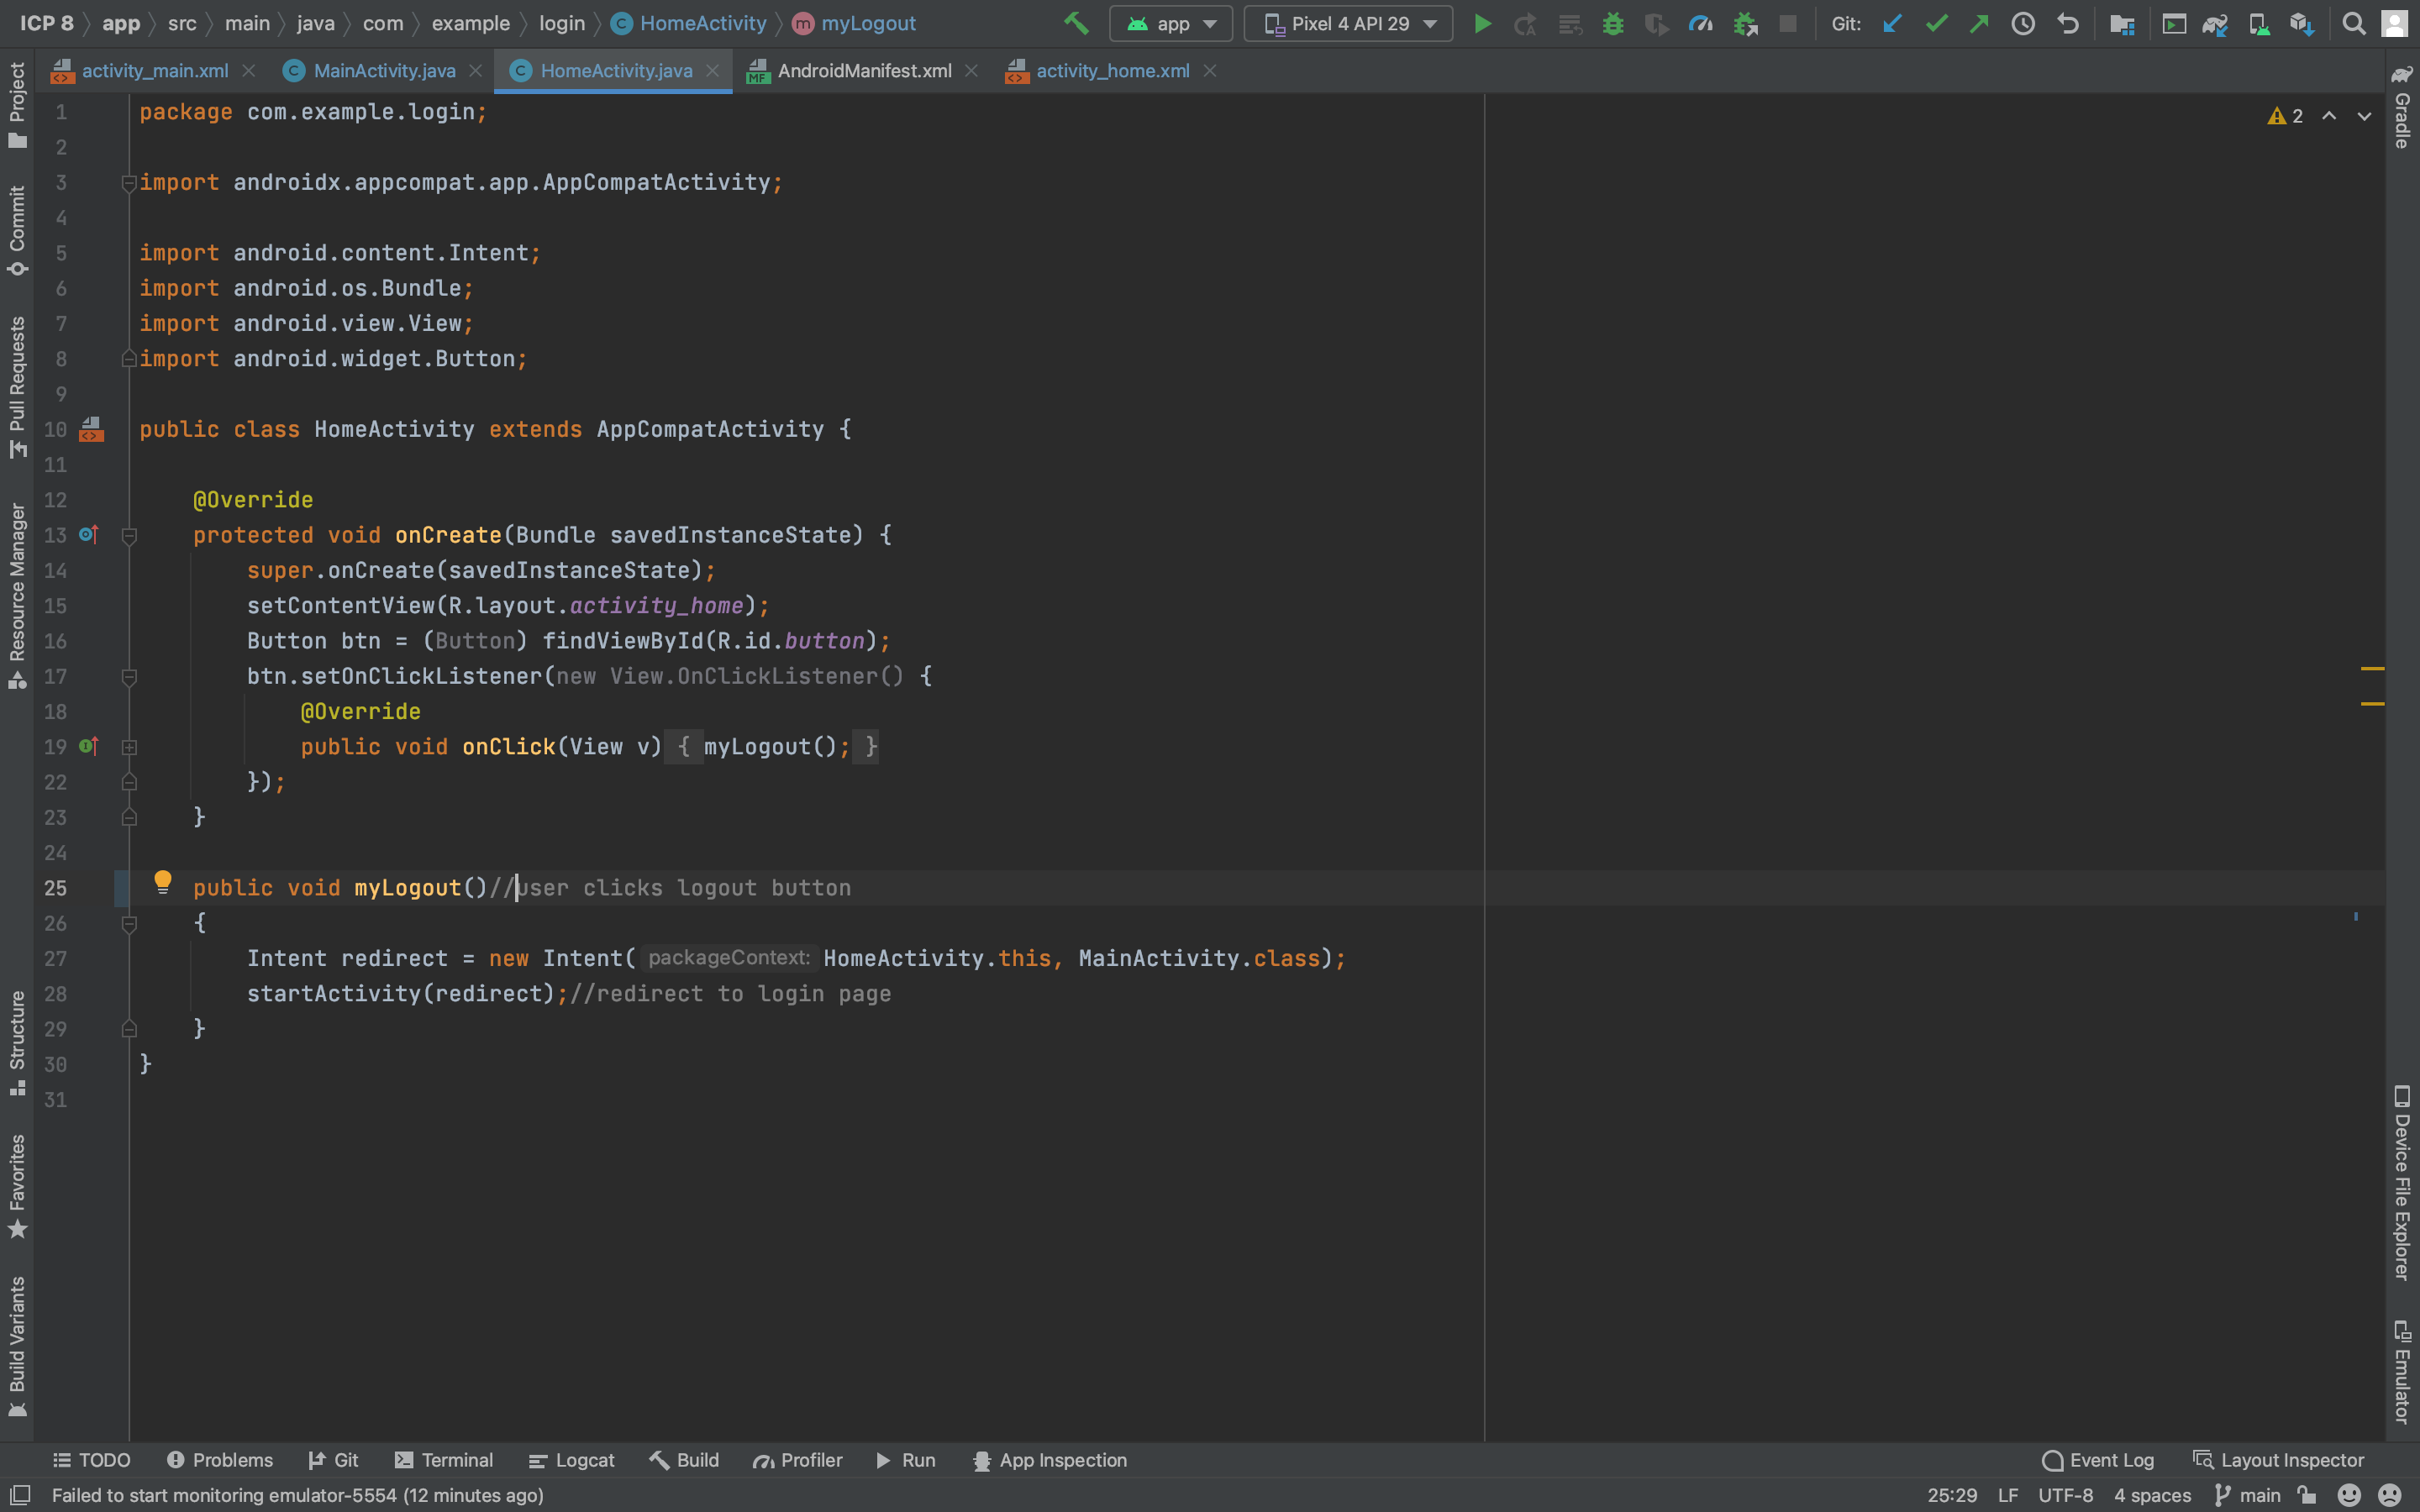 ICP 8 app src main java com example login HomeActivity myLogout app Pixel 4 API 29 Git:
activity_main.xml MainActivity.java HomeActivity.java AndroidManifest.xml activity_home.xml
2
1 package com.example.login;
2
3 import androidx.appcompat.app.AppCompatActivity;
4
5 import android.content.Intent;
6 import android.os.Bundle;
7 import android.view.View;
8 import android.widget.Button;
9
10 public class HomeActivity extends AppCompatActivity {
11
12 @Override
13 protected void onCreate(Bundle savedInstanceState) {
14 super.onCreate(savedInstanceState);
15 setContentView(R.layout.activity_home);
16 Button btn = (Button) findViewById(R.id.button);
17 btn.setOnClickListener(new View.OnClickListener() {
18 @Override
19 public void onClick(View v) { myLogout(); }
22 });
23 }
24
25 public void myLogout()//user clicks logout button
26 {
27 Intent redirect = new Intent( packageContext: HomeActivity.this, MainActivity.class);
28 startActivity(redirect);//redirect to login page
29 }
30 }
31
Project
Commit
Pull Requests
Resource Manager
Structure
Favorites
Build Variants
Gradle
Device File Explorer
Emulator
TODO Problems Git Terminal Logcat Build Profiler Run App Inspection Event Log Layout Inspector
Failed to start monitoring emulator-5554 (12 minutes ago) 25:29 LF UTF-8 4 spaces main